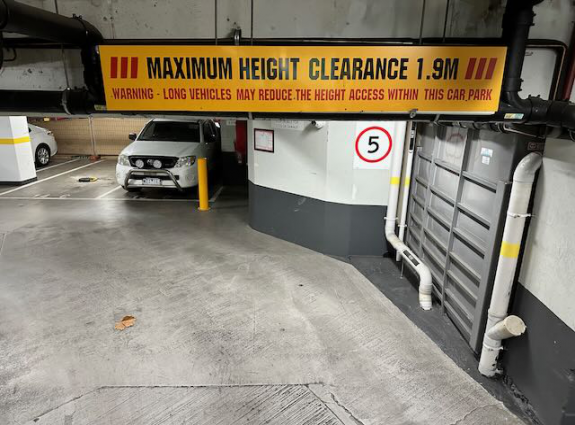 MAXIMUM HEIGHT CLEARANCE 1.9M
WARNING - LONG VEHICLES MAY REDUCE THE HEIGHT ACCESS WITHIN THIS CAR PARK
5